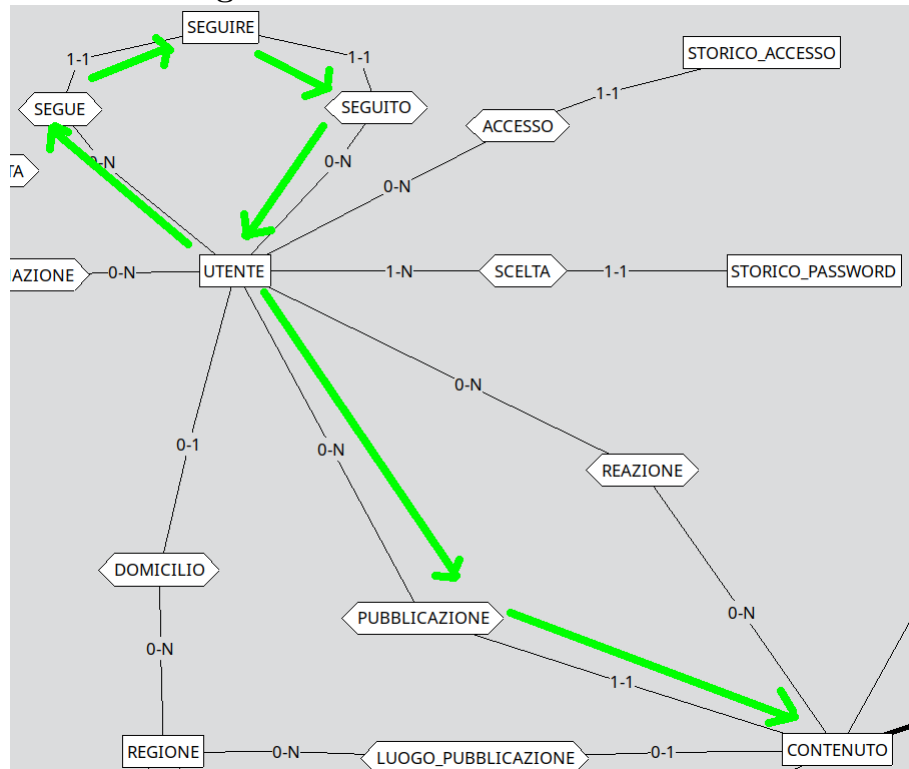 SEGUIRE
1-1
1-1
STORICO_ACCESSO
1-1
SEGUE
SEGUITO
ACCESSO
0-N
0-N
TA
0-N
AZIONE
0-N
UTENTE
1-N
SCELTA
1-1
STORICO_PASSWORD
0-N
0-1
0-N
REAZIONE
DOMICILIO
0-N
PUBBLICAZIONE
0-N
1-1
REGIONE
0-N
LUOGO_PUBBLICAZIONE
0-1
CONTENUTO